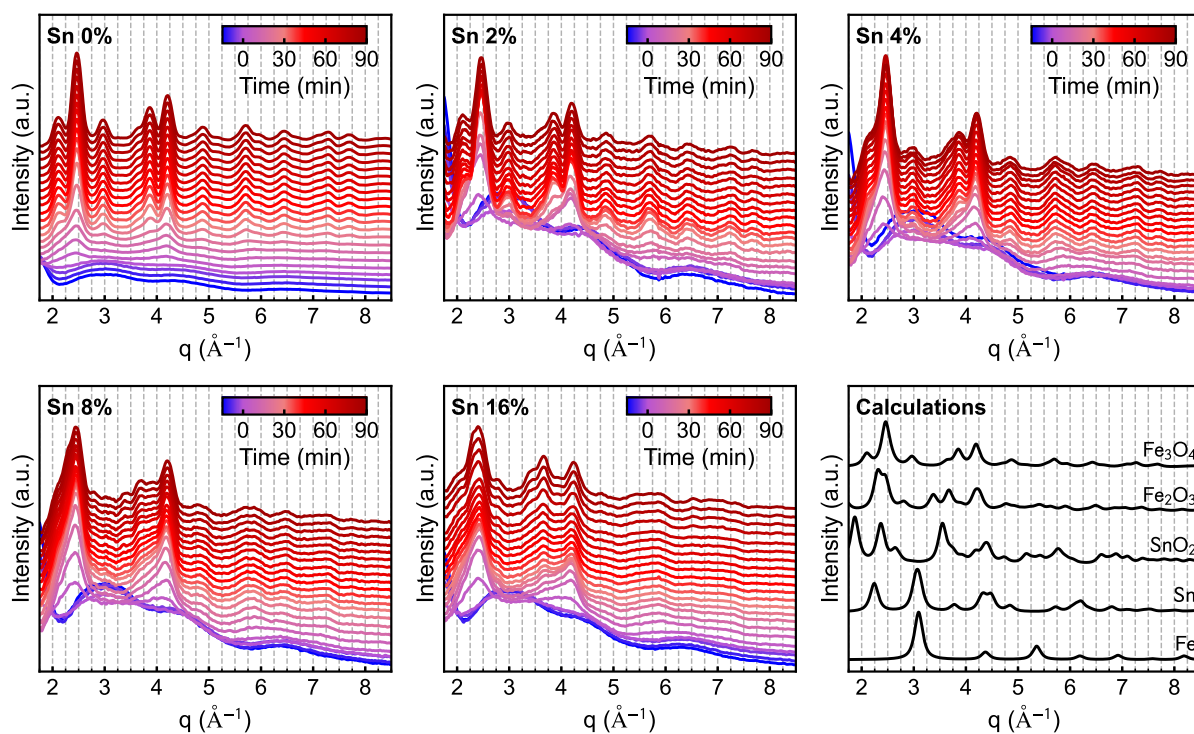 Sn 0%
0 30 60 90
Time (min)
Intensity (a.u.)
2 3 4 5 6 7 8
q (Å⁻¹)
Sn 2%
0 30 60 90
Time (min)
Intensity (a.u.)
2 3 4 5 6 7 8
q (Å⁻¹)
Sn 4%
0 30 60 90
Time (min)
Intensity (a.u.)
2 3 4 5 6 7 8
q (Å⁻¹)
Sn 8%
0 30 60 90
Time (min)
Intensity (a.u.)
2 3 4 5 6 7 8
q (Å⁻¹)
Sn 16%
0 30 60 90
Time (min)
Intensity (a.u.)
2 3 4 5 6 7 8
q (Å⁻¹)
Calculations
Fe₃O₄
Fe₂O₃
SnO₂
Sn
Fe
Intensity (a.u.)
2 3 4 5 6 7 8
q (Å⁻¹)